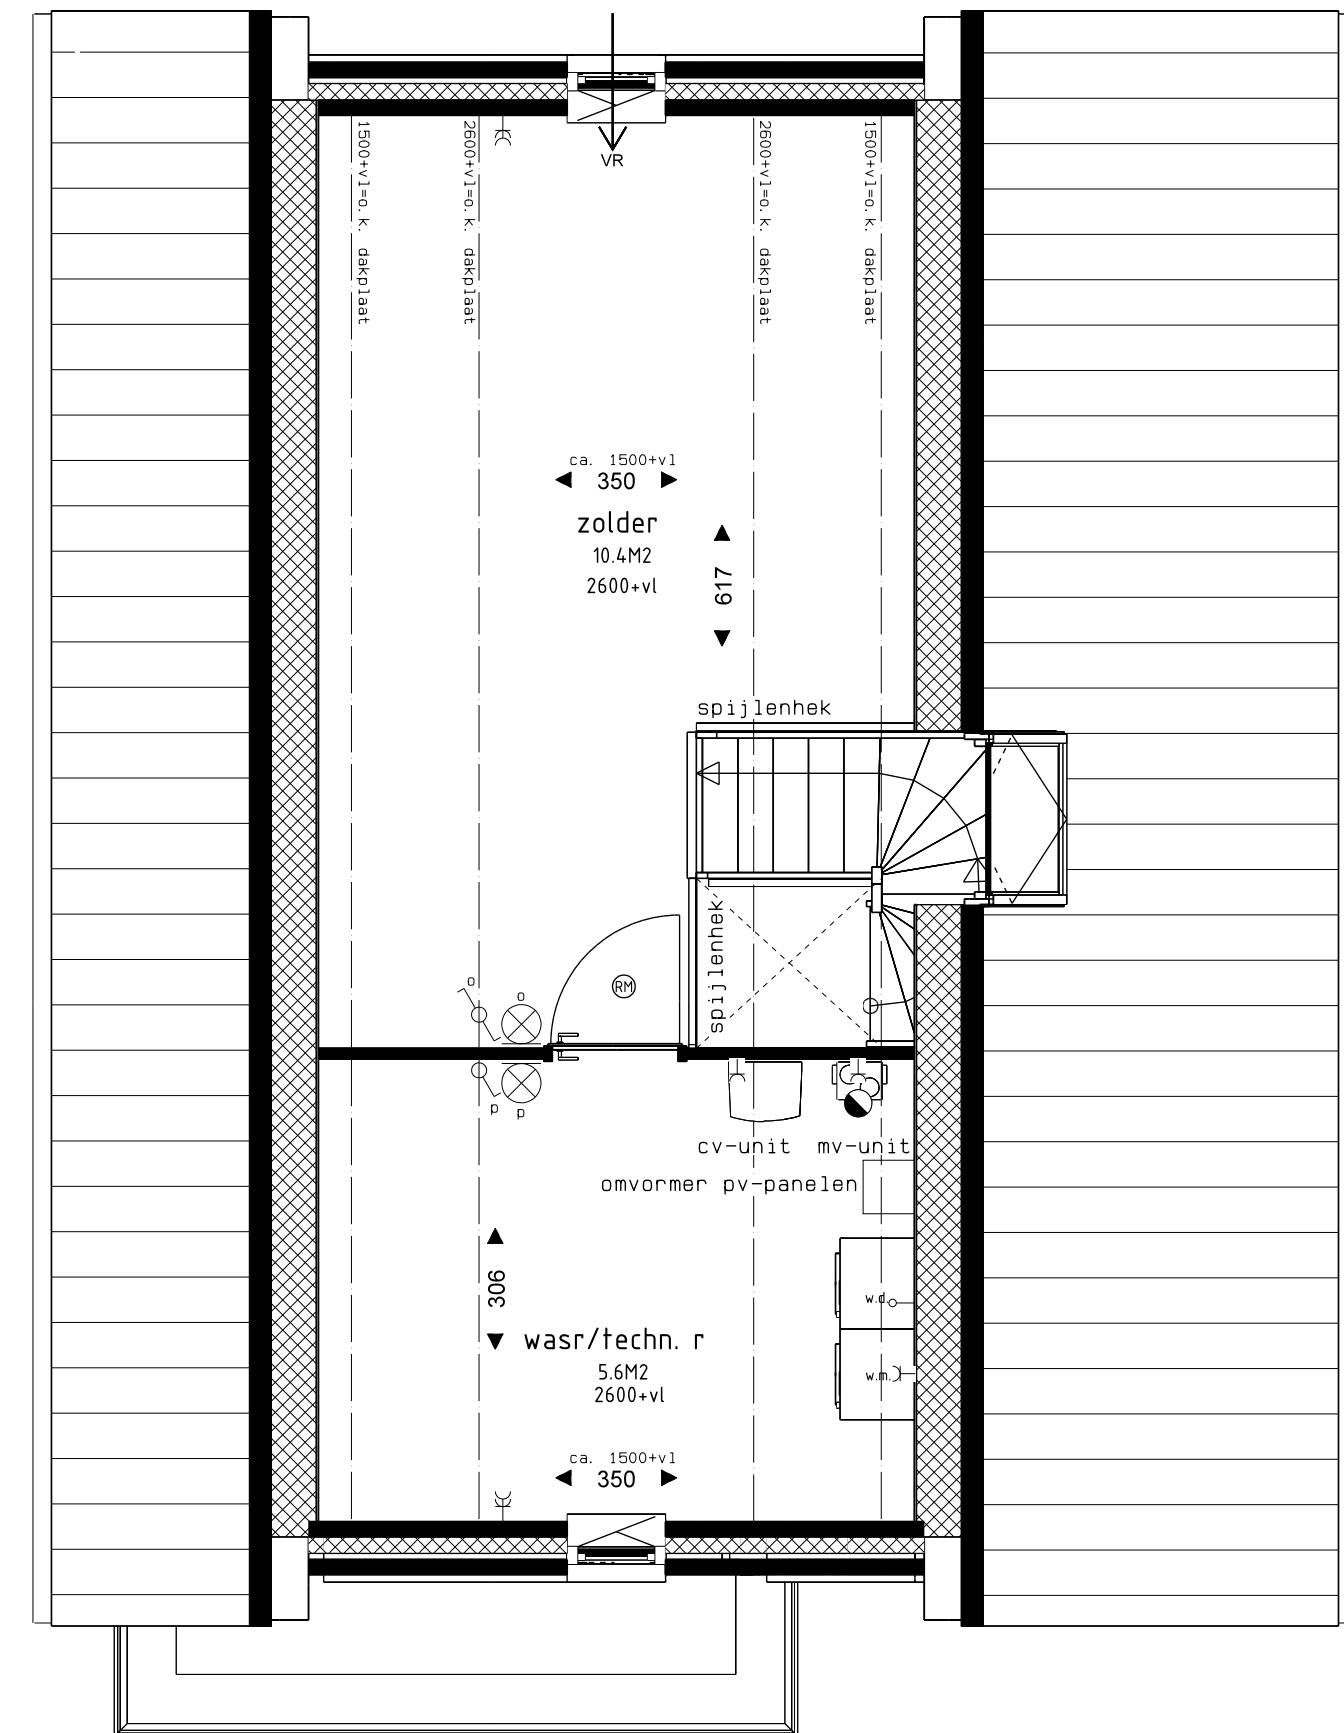 1500+vl=o.k. dakplaat
2600+vl=o.k. dakplaat
VR
2600+vl=o.k. dakplaat
1500+vl=o.k. dakplaat
ca. 1500+vl
350
zolder
10.4M2
2600+vl
617
spijlenhek
spijlenhek
RM
o
o
p
p
cv-unit
mv-unit
omvormer pv-panelen
306
w.d.
wasr/techn. r
5.6M2
2600+vl
w.m.
ca. 1500+vl
350